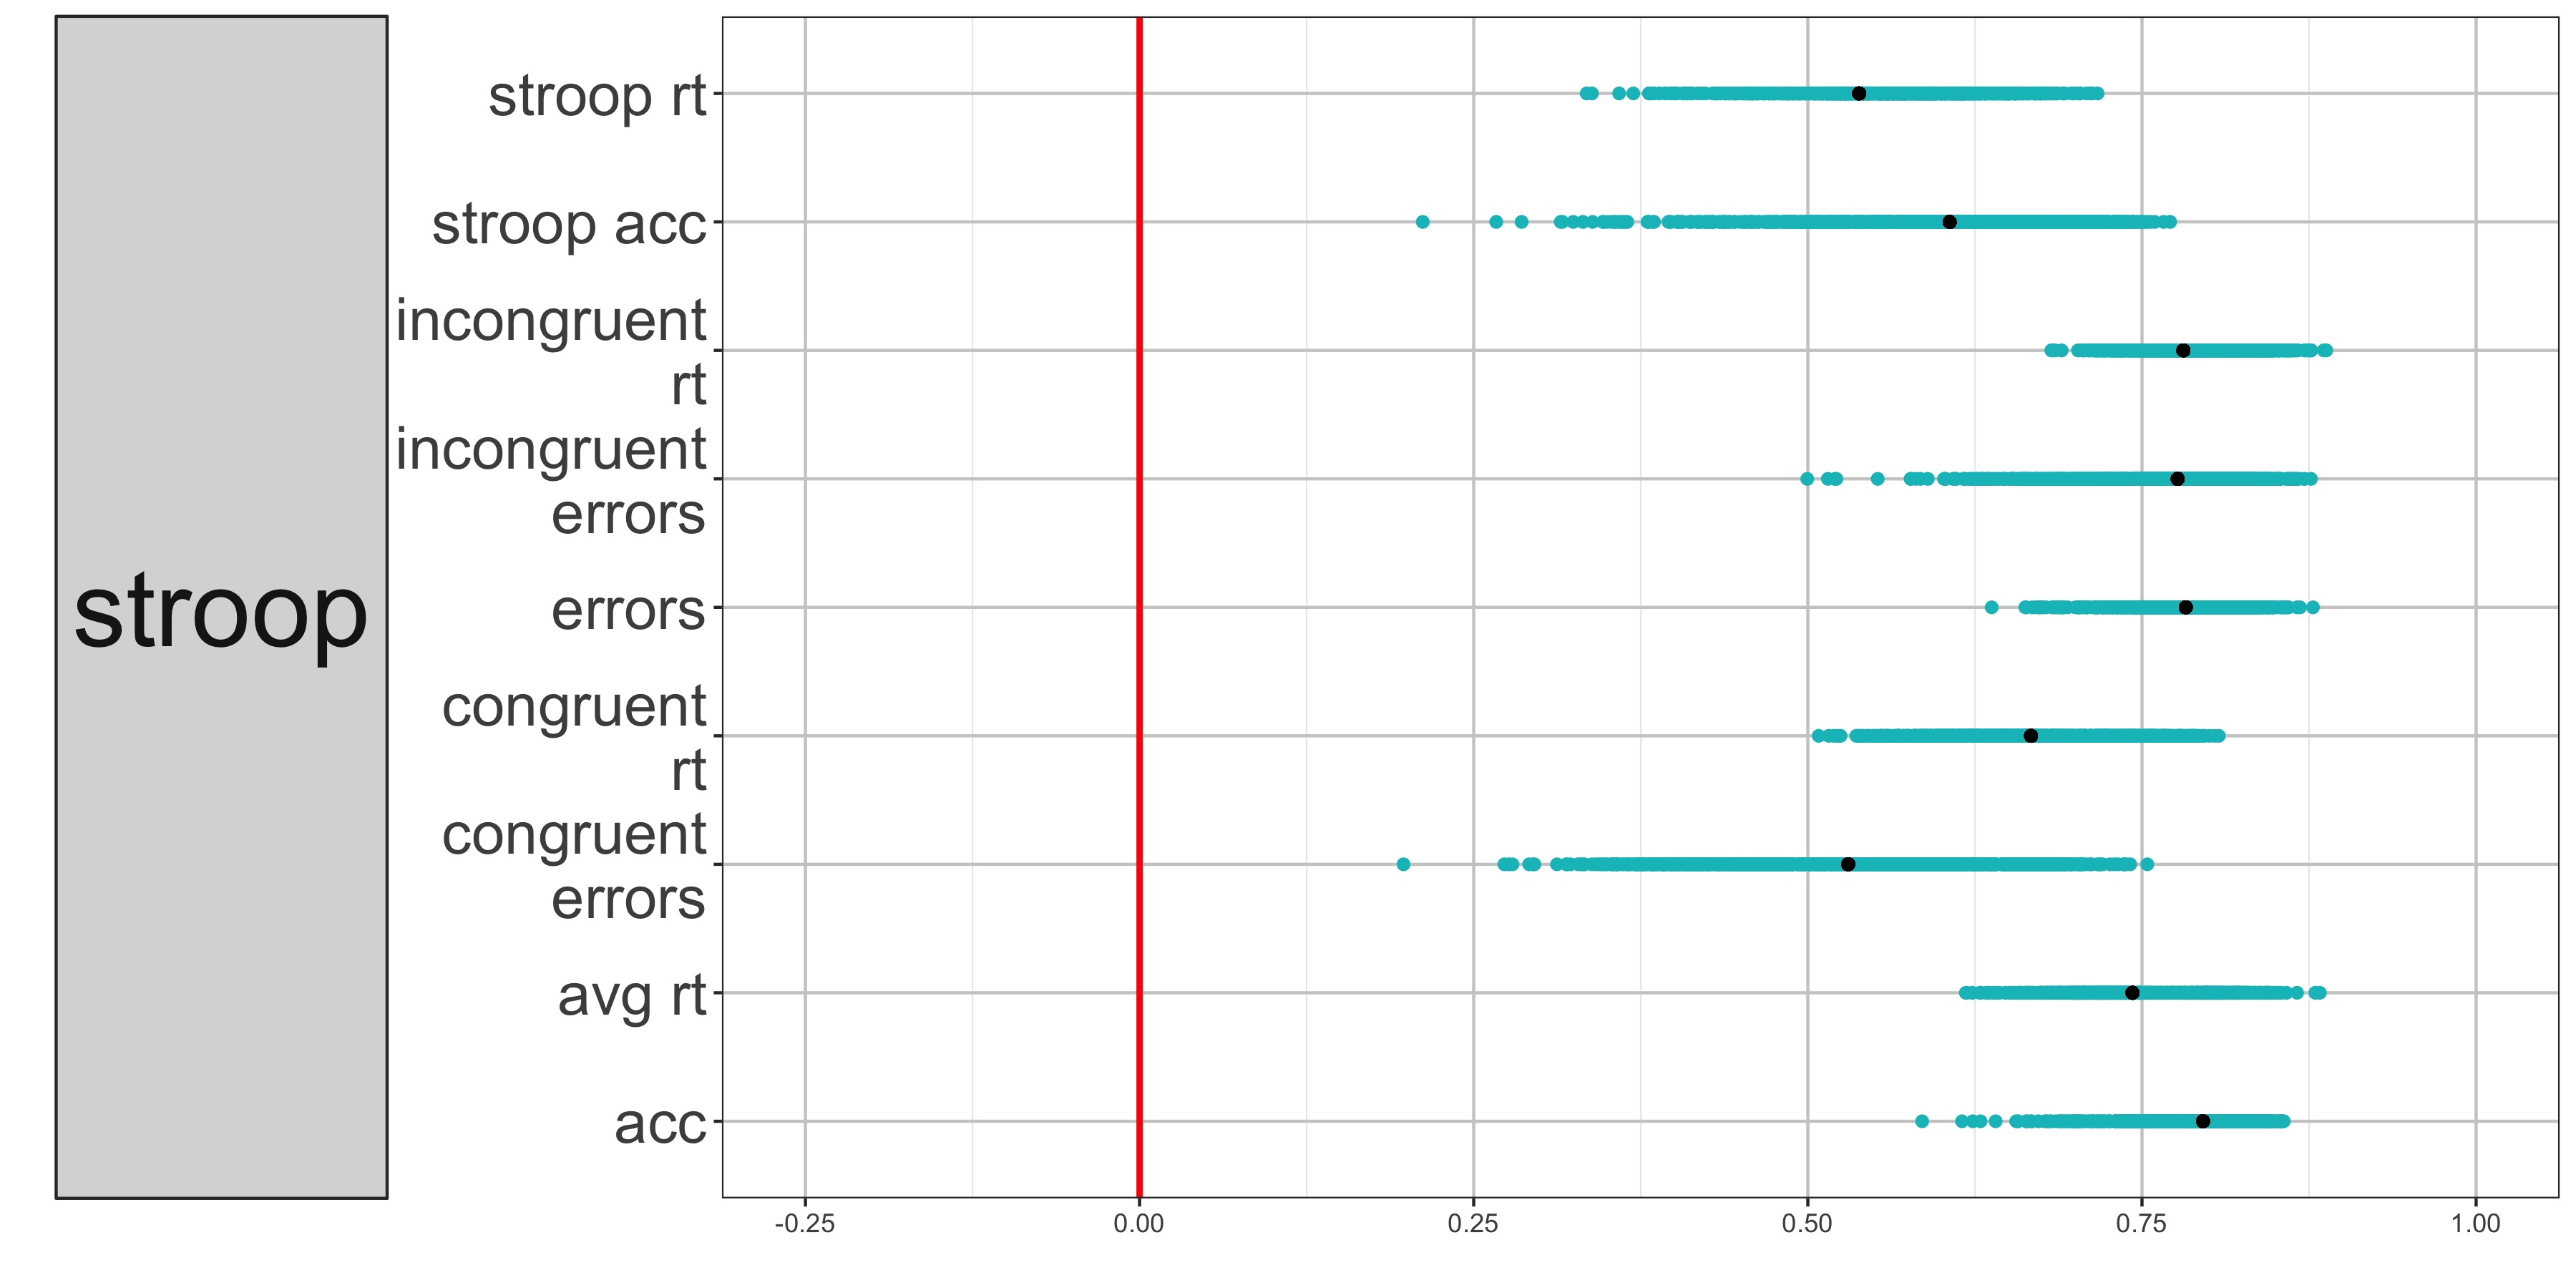 stroop
stroop rt
stroop acc
incongruent
rt
incongruent
errors
errors
congruent
rt
congruent
errors
avg rt
acc
-0.25
0.00
0.25
0.50
0.75
1.00